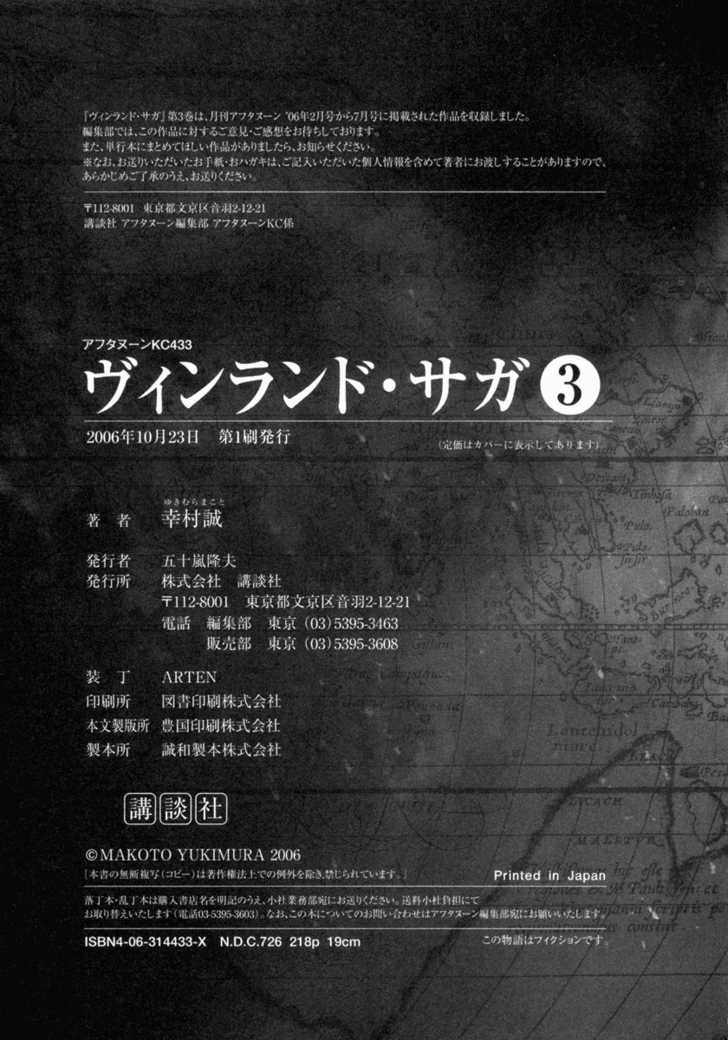 『ヴィンランド・サガ』第3巻は、月刊アフタヌーン '06年2月号から7月号に掲載された作品を収録しました。
編集部では、この作品に対するご意見・ご感想をお待ちしております。
また、単行本にまとめてほしい作品がありましたら、お知らせください。
※なお、お送りいただいたお手紙・おハガキは、ご記入いただいた個人情報を含めて著者にお渡しすることがありますので、
あらかじめご了承のうえ、お送りください。
〒112-8001 東京都文京区音羽2-12-21
講談社 アフタヌーン編集部 アフタヌーンKC係
アフタヌーンKC433
ヴィンランド・サガ 3
2006年10月23日 第1刷発行
(定価はカバーに表示してあります)
ゆきむらまこと
著 者 幸村誠
発行者 五十嵐隆夫
発行所 株式会社 講談社
〒112-8001 東京都文京区音羽2-12-21
電話 編集部 東京 (03)5395-3463
販売部 東京 (03)5395-3608
装 丁 ARTEN
印刷所 図書印刷株式会社
本文製版所 豊国印刷株式会社
製本所 誠和製本株式会社
講談社
©MAKOTO YUKIMURA 2006
[本書の無断複写(コピー)は著作権法上での例外を除き、禁じられています。]
Printed in Japan
落丁本・乱丁本は購入書店名を明記のうえ、小社業務部宛にお送りください。送料小社負担にて
お取り替えいたします(電話03-5395-3603)。なお、この本についてのお問い合わせはアフタヌーン編集部宛にお願いいたします。
ISBN4-06-314433-X N.D.C.726 218p 19cm
この物語はフィクションです。